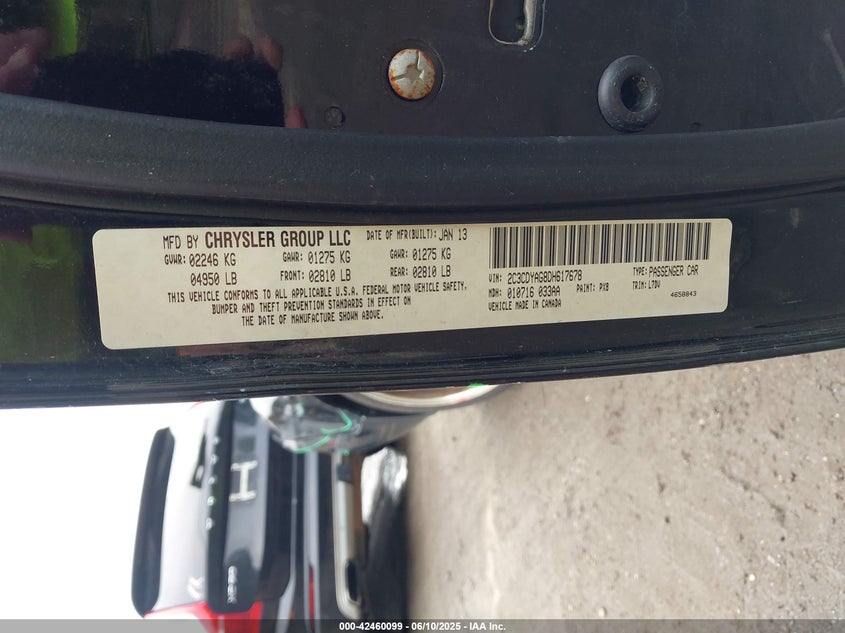 MFD BY CHRYSLER GROUP LLC DATE OF MFR(BUILT): JAN 13
GVWR: 02246 KG GAWR: 01275 KG GAWR: 01275 KG
04950 LB FRONT: 02810 LB REAR: 02810 LB
THIS VEHICLE CONFORMS TO ALL APPLICABLE U.S.A. FEDERAL MOTOR VEHICLE SAFETY,
BUMPER AND THEFT PREVENTION STANDARDS IN EFFECT ON
THE DATE OF MANUFACTURE SHOWN ABOVE.
VIN: 2C3CDYAG8DH617678 TYPE: PASSENGER CAR
MDH: 010716 033AA PAINT: PX8 TRIM: L7DV
VEHICLE MADE IN CANADA 4658843
000-42460099 - 06/10/2025 - IAA Inc.